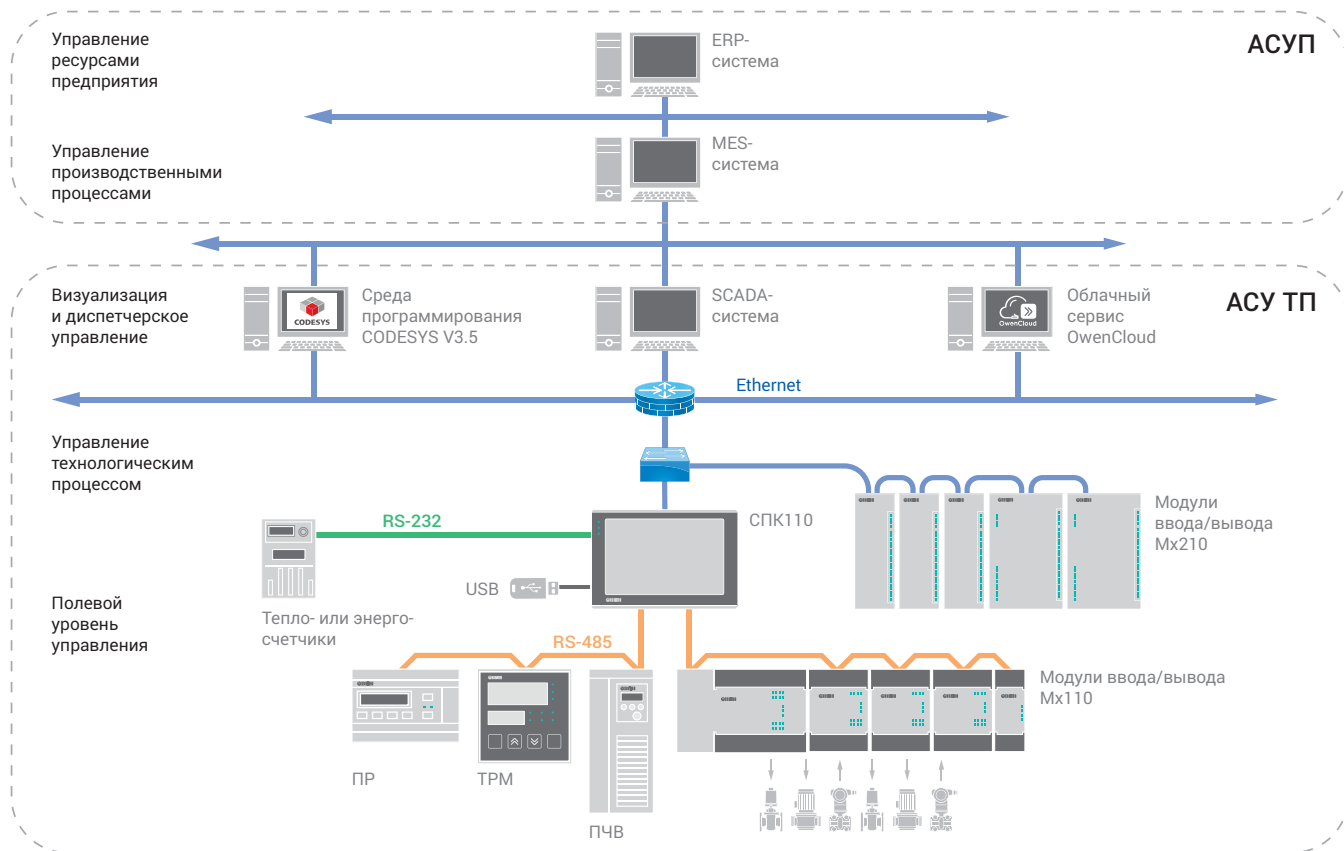 Управление
ресурсами
предприятия
ERP-
система
АСУП
Управление
производственными
процессами
MES-
система
Визуализация
и диспетчерское
управление
CODESYS
Среда
программирования
CODESYS V3.5
SCADA-
система
OwenCloud
Облачный
сервис
OwenCloud
АСУ ТП
Ethernet
Управление
технологическим
процессом
RS-232
СПК110
Модули
ввода/вывода
Мх210
USB
Полевой
уровень
управления
Тепло- или энерго-
счетчики
RS-485
Модули ввода/вывода
Мх110
ПР
ТРМ
ПЧВ